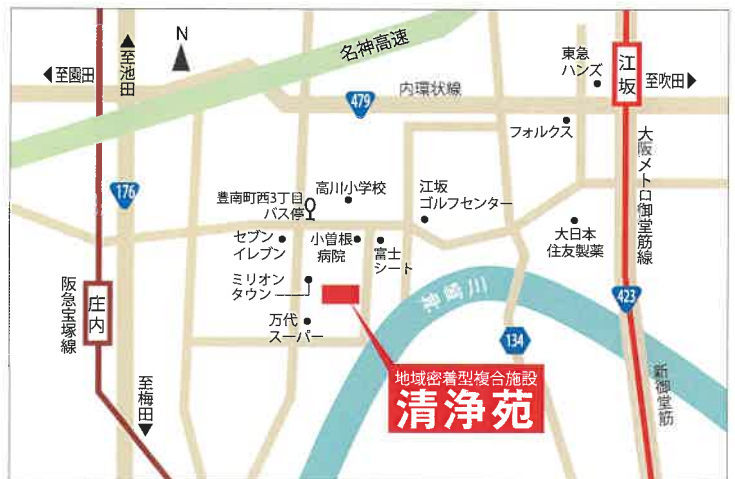 N
名神高速
東急
ハンズ
江坂
至吹田
至園田
至池田
479
内環状線
フォルクス
大阪メトロ御堂筋線
176
豊南町西3丁目
バス停
高川小学校
江坂
ゴルフセンター
セブン
イレブン
小曽根
病院
富士
シート
大日本
住友製薬
阪急宝塚線
庄内
ミリオン
タウン
天竺川
423
万代
スーパー
134
至梅田
地域密着型複合施設
清浄苑
新御堂筋